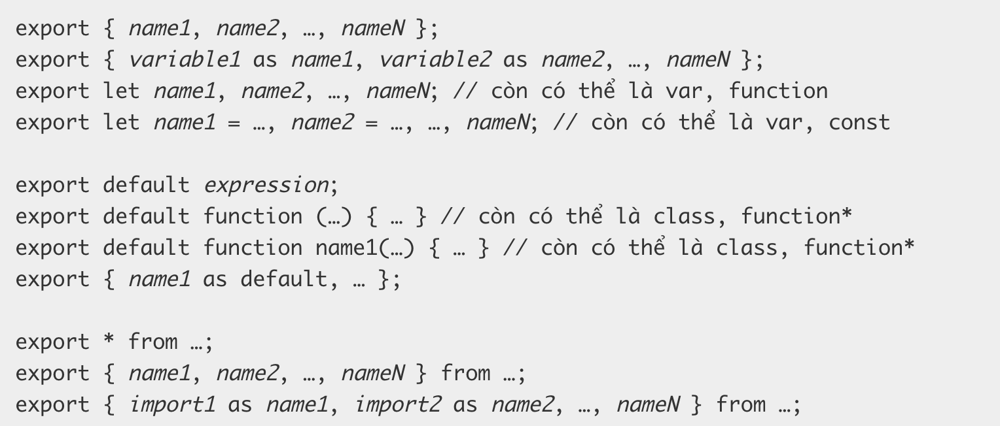 export { name1, name2, …, nameN };
export { variable1 as name1, variable2 as name2, …, nameN };
export let name1, name2, …, nameN; // còn có thể là var, function
export let name1 = …, name2 = …, …, nameN; // còn có thể là var, const
export default expression;
export default function (…) { … } // còn có thể là class, function*
export default function name1(…) { … } // còn có thể là class, function*
export { name1 as default, … };
export * from …;
export { name1, name2, …, nameN } from …;
export { import1 as name1, import2 as name2, …, nameN } from …;